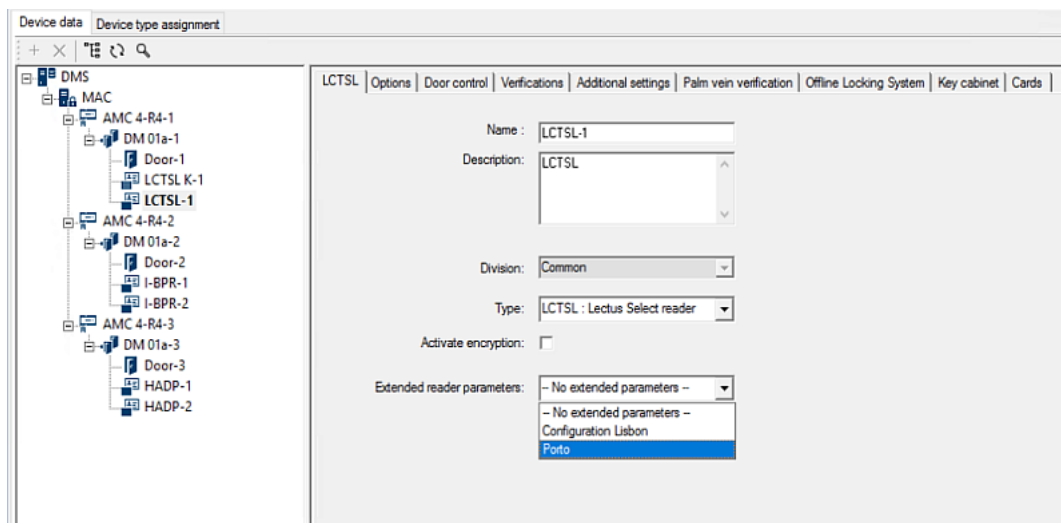 Device data Device type assignment
DMS
MAC
AMC 4-R4-1
DM 01a-1
Door-1
LCTSL K-1
LCTSL-1
AMC 4-R4-2
DM 01a-2
Door-2
I-BPR-1
I-BPR-2
AMC 4-R4-3
DM 01a-3
Door-3
HADP-1
HADP-2
LCTSL Options Door control Verifications Additional settings Palm vein verification Offline Locking System Key cabinet Cards
Name : LCTSL-1
Description: LCTSL
Division: Common
Type: LCTSL : Lectus Select reader
Activate encryption:
Extended reader parameters: -- No extended parameters --
-- No extended parameters --
Configuration Lisbon
Porto